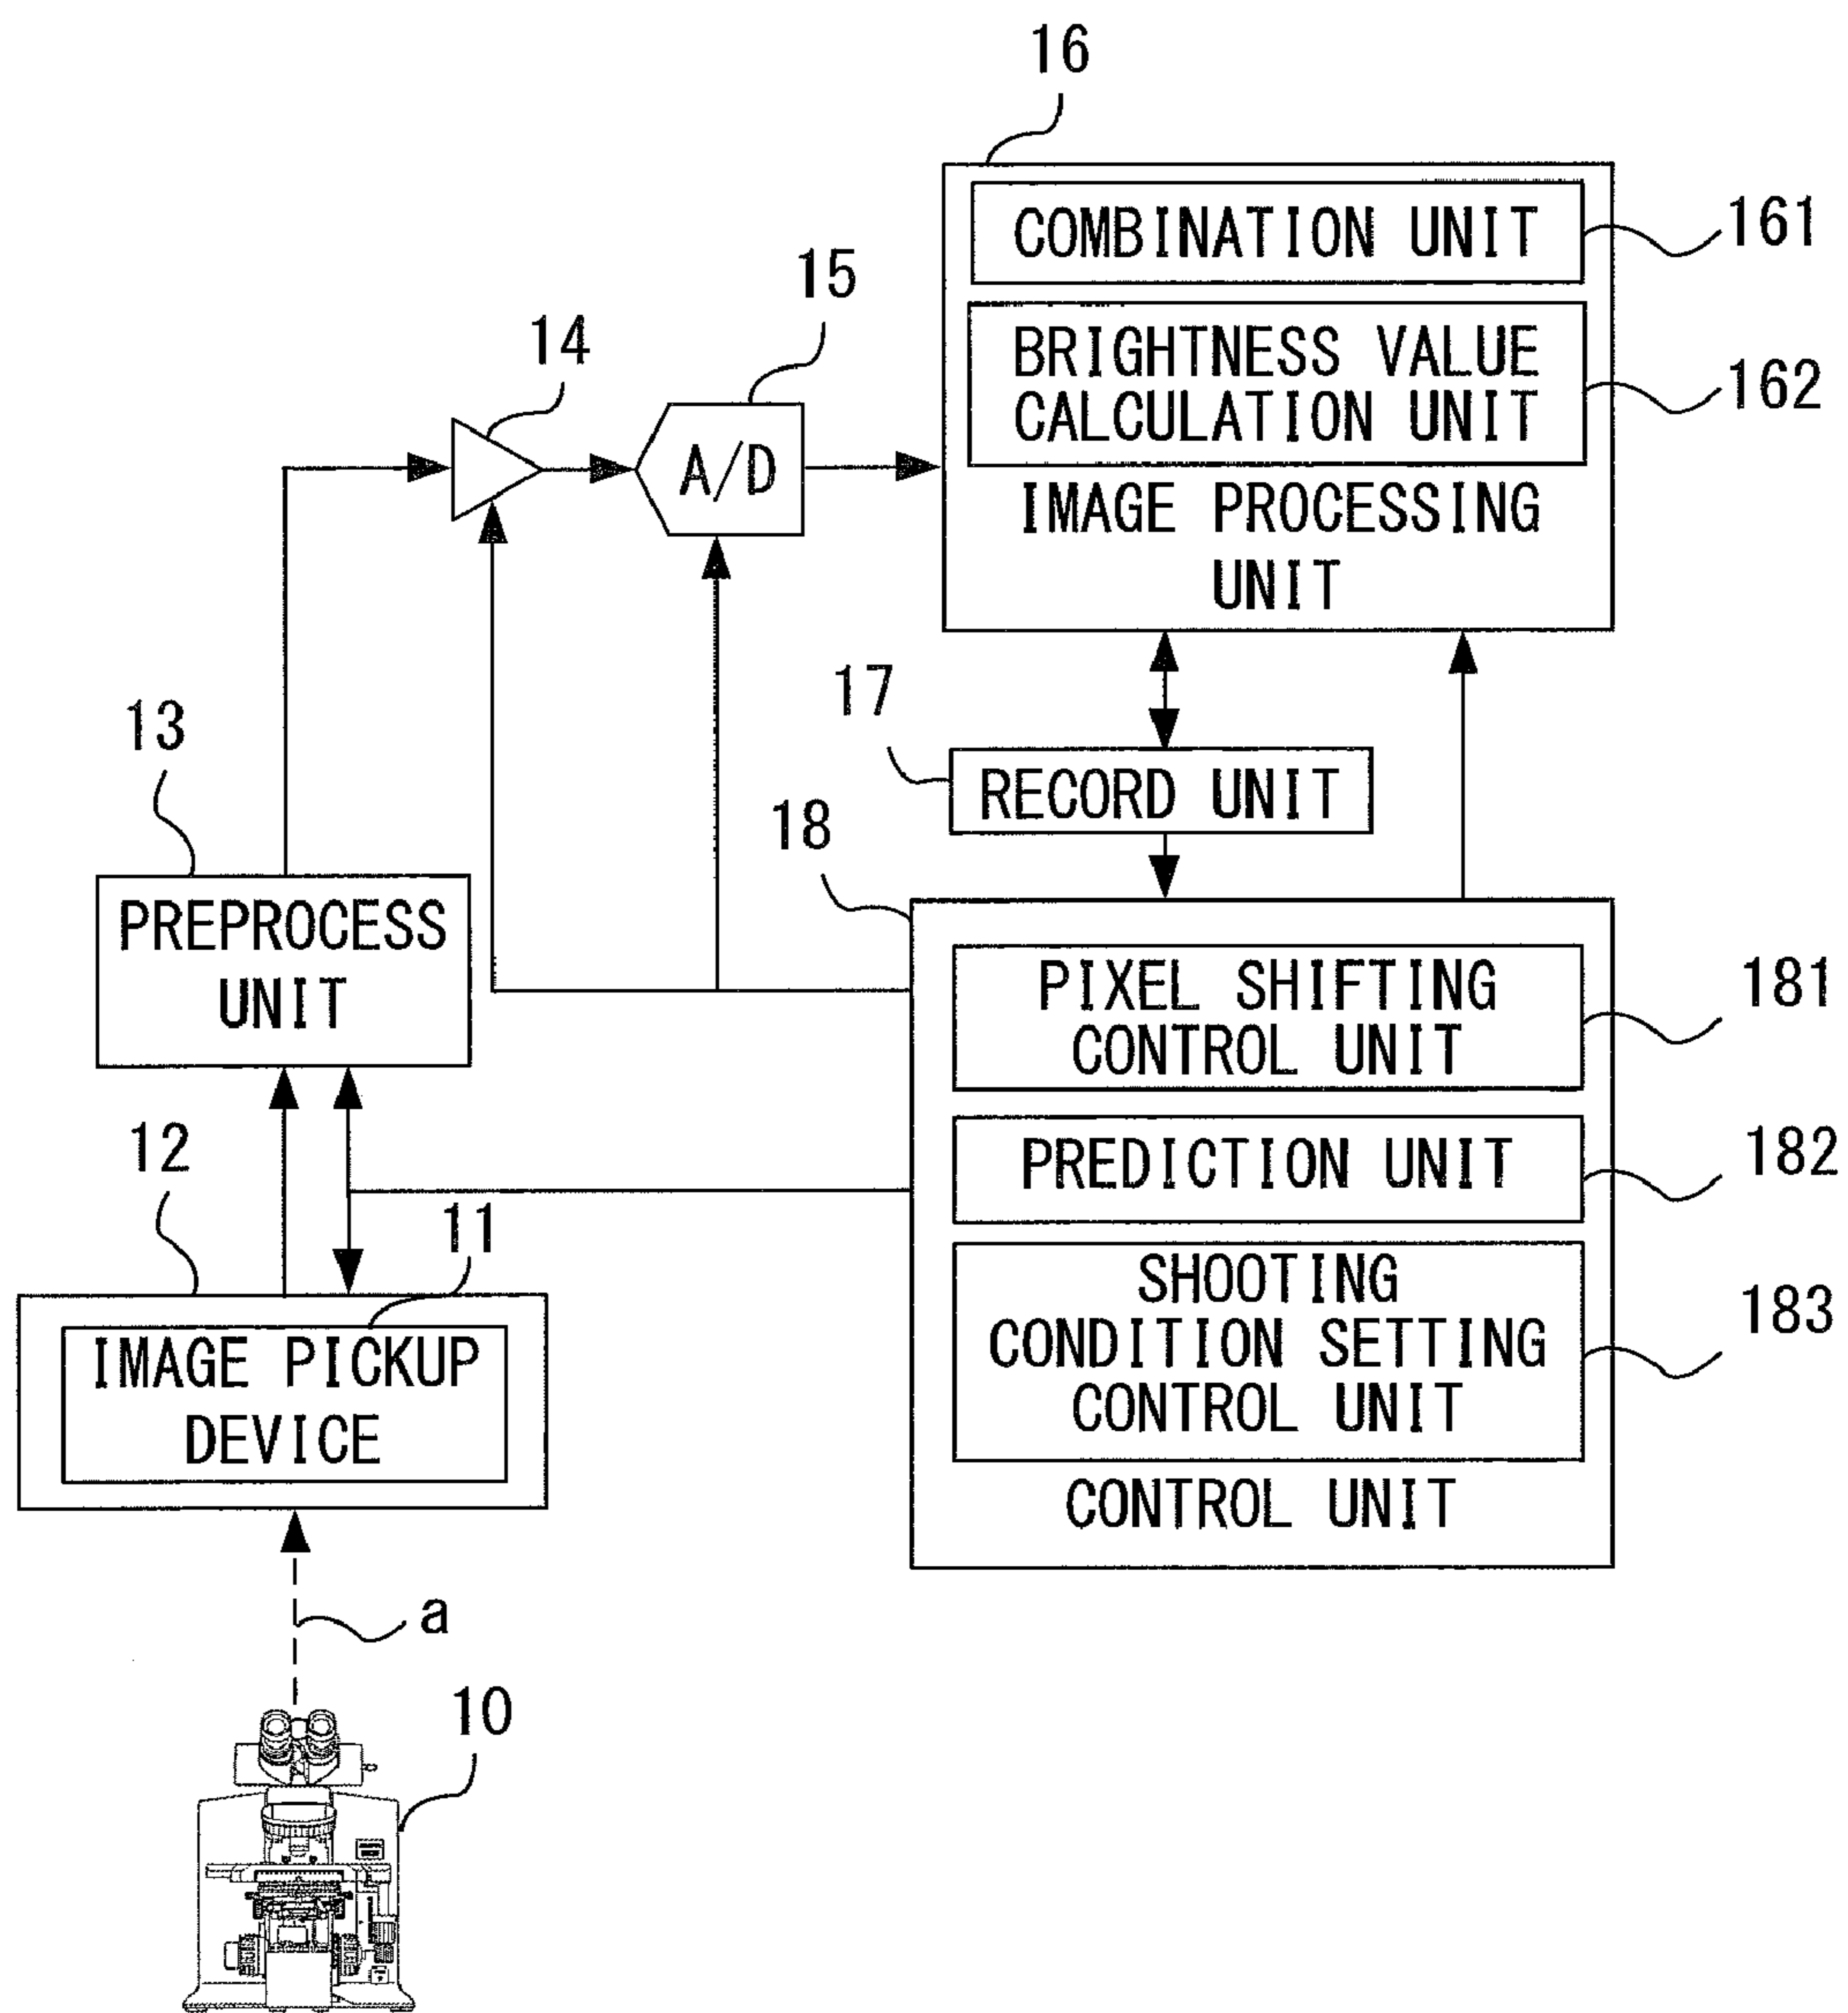 16
COMBINATION UNIT
161
BRIGHTNESS VALUE
CALCULATION UNIT
162
IMAGE PROCESSING
UNIT
15
A/D
14
17
RECORD UNIT
13
PREPROCESS
UNIT
18
PIXEL SHIFTING
CONTROL UNIT
181
PREDICTION UNIT
182
SHOOTING
CONDITION SETTING
CONTROL UNIT
183
CONTROL UNIT
12
11
IMAGE PICKUP
DEVICE
a
10